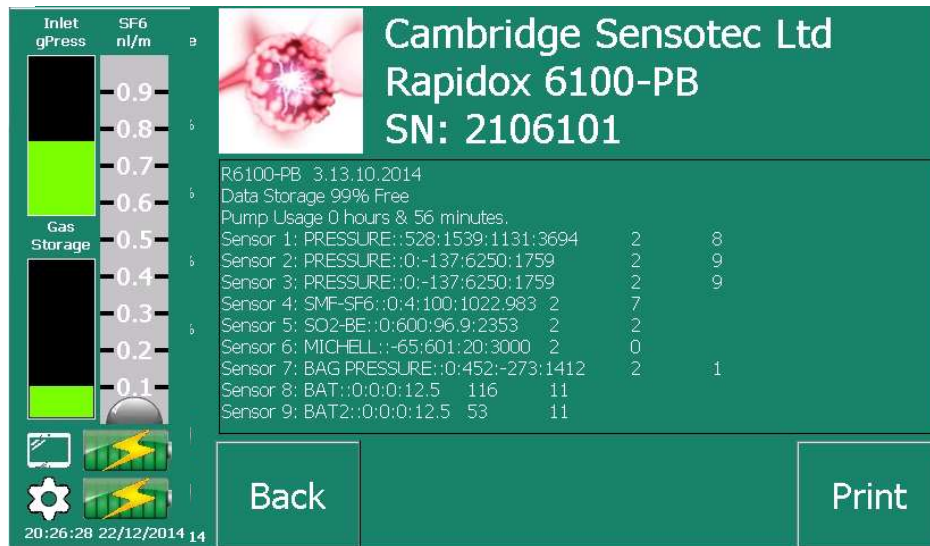 Inlet gPress
SF6 nl/m
0.9
0.8
0.7
0.6
0.5
0.4
0.3
0.2
0.1
Gas
Storage
20:26:28 22/12/2014
14
Cambridge Sensotec Ltd
Rapidox 6100-PB
SN: 2106101
R6100-PB 3.13.10.2014
Data Storage 99% Free
Pump Usage 0 hours & 56 minutes.
Sensor 1: PRESSURE::528:1539:1131:3694 2 8
Sensor 2: PRESSURE::0:-137:6250:1759 2 9
Sensor 3: PRESSURE::0:-137:6250:1759 2 9
Sensor 4: SMF-SF6::0:4:100:1022.983 2 7
Sensor 5: SO2-BE::0:600:96.9:2353 2 2
Sensor 6: MICHELL::-65:601:20:3000 2 0
Sensor 7: BAG PRESSURE::0:452:-273:1412 2 1
Sensor 8: BAT::0:0:0:12.5 116 11
Sensor 9: BAT2::0:0:0:12.5 53 11
Back
Print